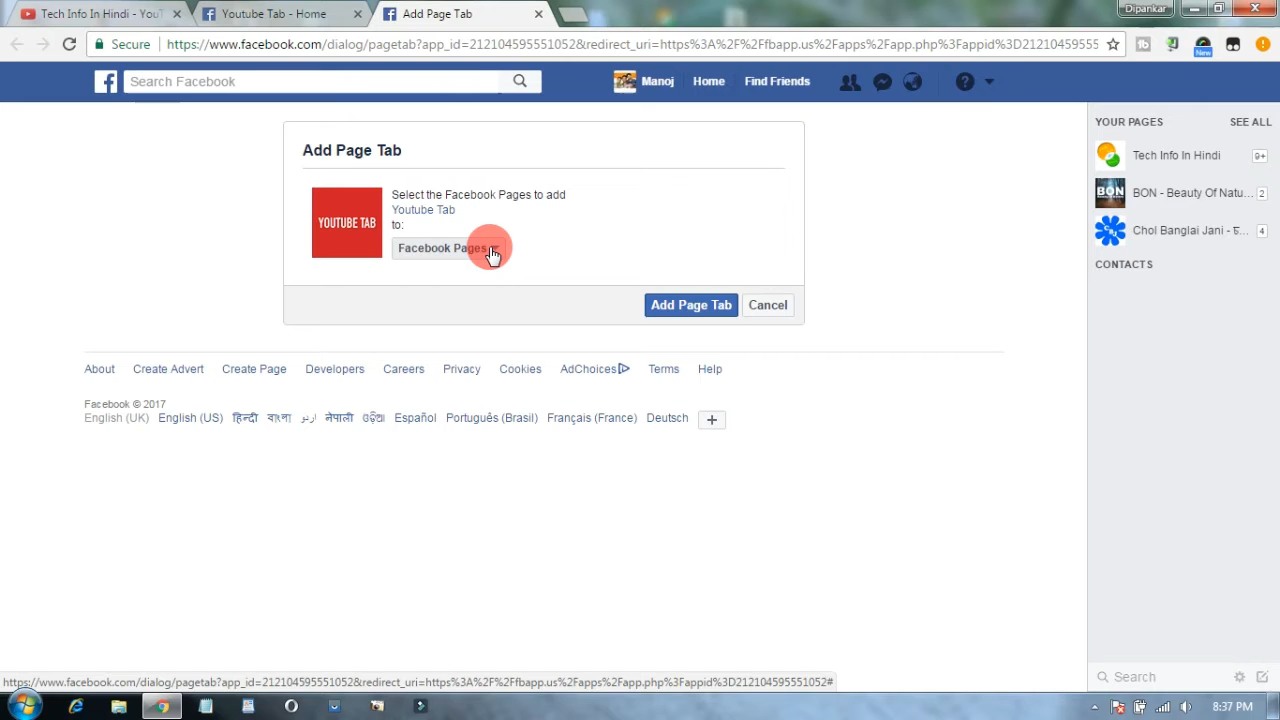 Tech Info In Hindi - YouT
Youtube Tab - Home
Add Page Tab
Dipankar
Secure
https://www.facebook.com/dialog/pagetab?app_id=212104595551052&redirect_uri=https%3A%2F%2Ffbapp.us%2Fapps%2Fapp.php%3Fappid%3D21210459555
New
Search Facebook
Manoj
Home
Find Friends
Add Page Tab
YOUTUBE TAB
Select the Facebook Pages to add
Youtube Tab
to:
Facebook Pages
Add Page Tab
Cancel
YOUR PAGES
SEE ALL
Tech Info In Hindi
9+
BON
BON - Beauty Of Natu...
2
Chol Banglai Jani - চ...
4
CONTACTS
About Create Advert Create Page Developers Careers Privacy Cookies AdChoices Terms Help
Facebook © 2017
English (UK) English (US) हिन्दी বাংলা اردو नेपाली ଓଡ଼ିଆ Español Português (Brasil) Français (France) Deutsch
Search
https://www.facebook.com/dialog/pagetab?app_id=212104595551052&redirect_uri=https%3A%2F%2Ffbapp.us%2Fapps%2Fapp.php%3Fappid%3D212104595551052#
8:37 PM